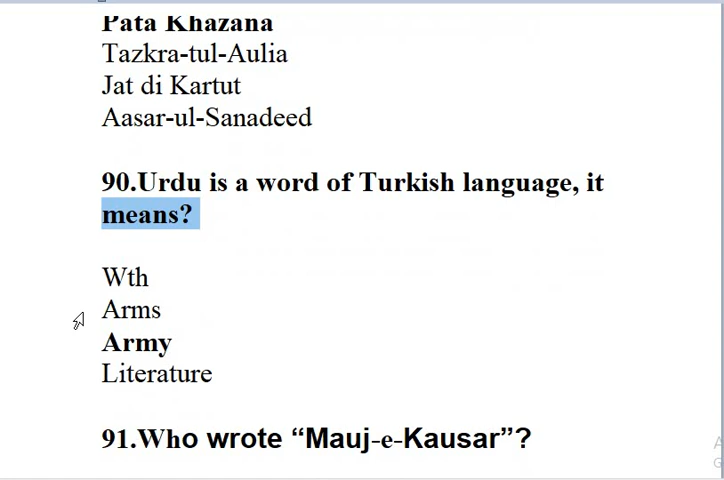 Pata Khazana
Tazkra-tul-Aulia
Jat di Kartut
Aasar-ul-Sanadeed
90.Urdu is a word of Turkish language, it
means?
Wth
Arms
Army
Literature
91.Who wrote “Mauj-e-Kausar”?
A
G